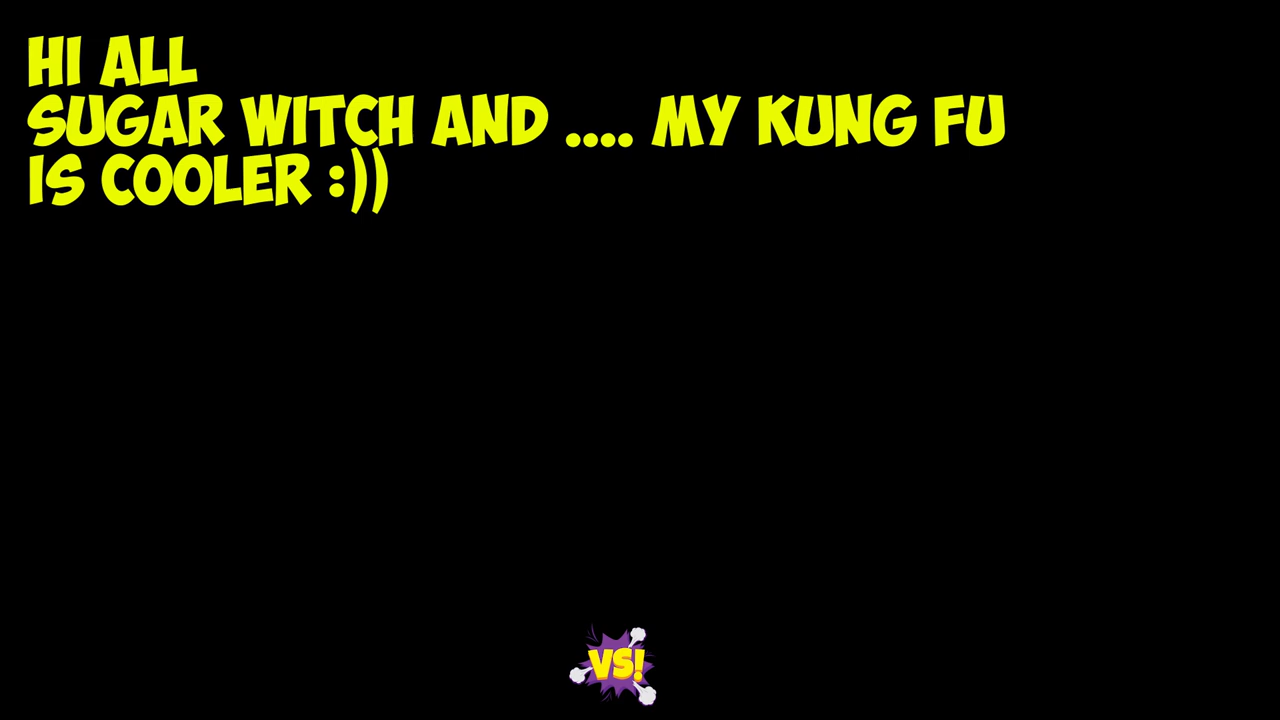 HI ALL
SUGAR WITCH AND .... MY KUNG FU
IS COOLER :))
VS!